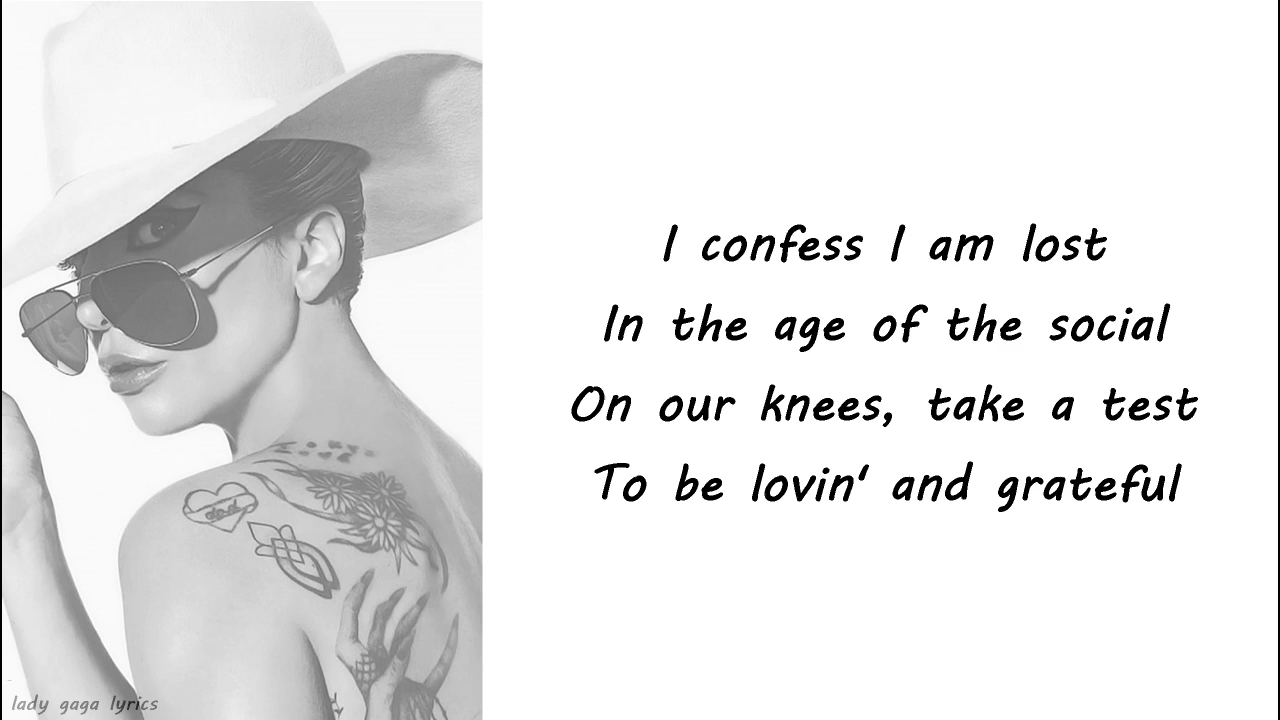 I confess I am lost
In the age of the social
On our knees, take a test
To be lovin' and grateful
dad
lady gaga lyrics